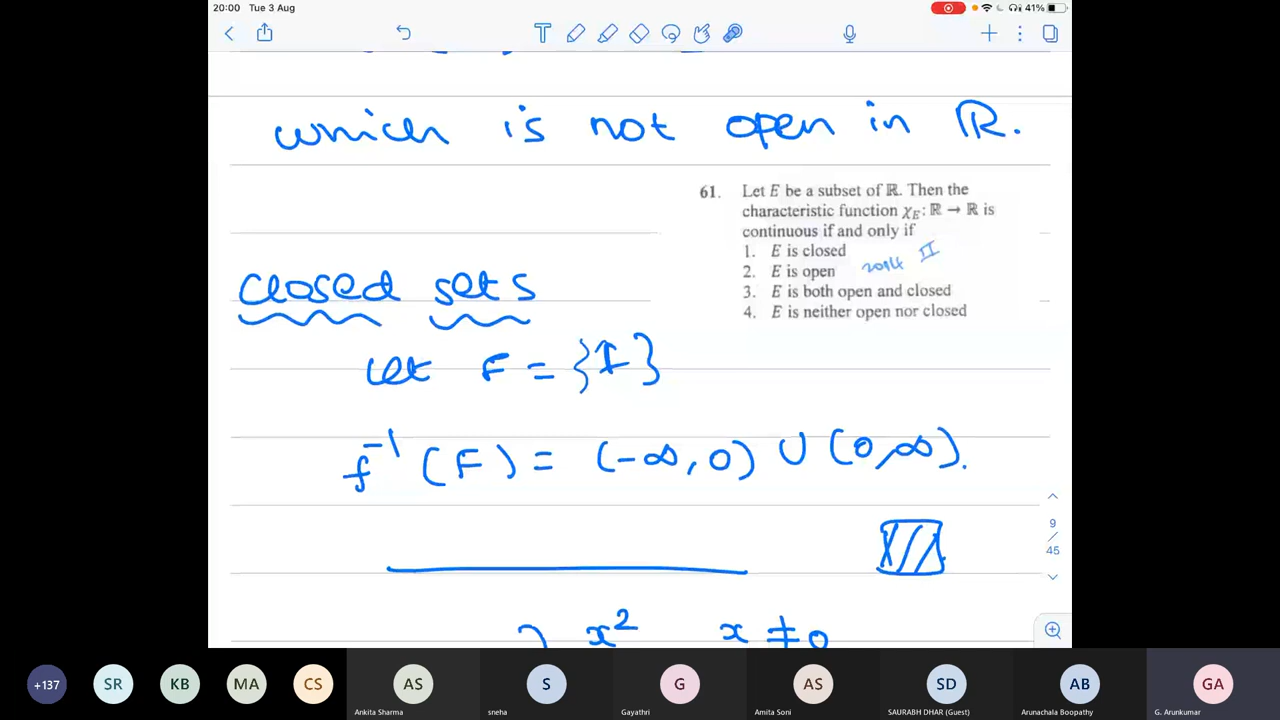 20:00 Tue 3 Aug
41%
which is not open in ℝ.
61. Let E be a subset of ℝ. Then the
characteristic function χ_E: ℝ → ℝ is
continuous if and only if
1. E is closed
2. E is open
2014 II
3. E is both open and closed
4. E is neither open nor closed
closed sets
Let F = {1}
f⁻¹(F) = (-∞, 0) ∪ (0, ∞).
9
/
45
x² x ≠ 0
+137 SR KB MA CS AS S G AS SD AB GA
Ankita Sharma sneha Gayathri Amita Soni SAURABH DHAR (Guest) Arunachala Boopathy G. Arunkumar